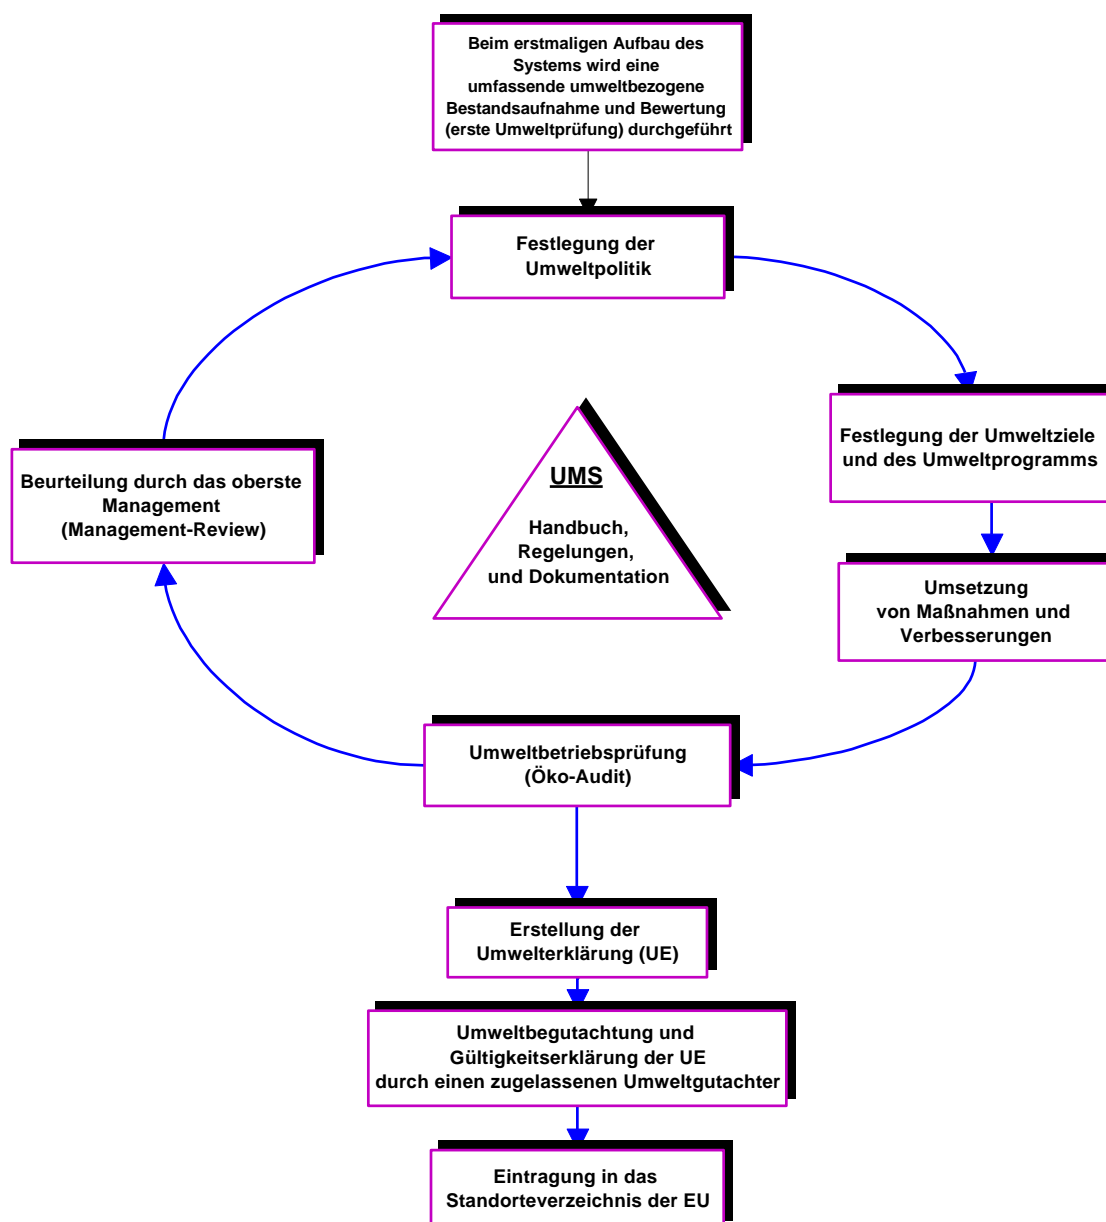 Beim erstmaligen Aufbau des
Systems wird eine
umfassende umweltbezogene
Bestandsaufnahme und Bewertung
(erste Umweltprüfung) durchgeführt
Festlegung der
Umweltpolitik
Festlegung der Umweltziele
und des Umweltprogramms
Beurteilung durch das oberste
Management
(Management-Review)
UMS
Handbuch,
Regelungen,
und Dokumentation
Umsetzung
von Maßnahmen und
Verbesserungen
Umweltbetriebsprüfung
(Öko-Audit)
Erstellung der
Umwelterklärung (UE)
Umweltbegutachtung und
Gültigkeitserklärung der UE
durch einen zugelassenen Umweltgutachter
Eintragung in das
Standorteverzeichnis der EU